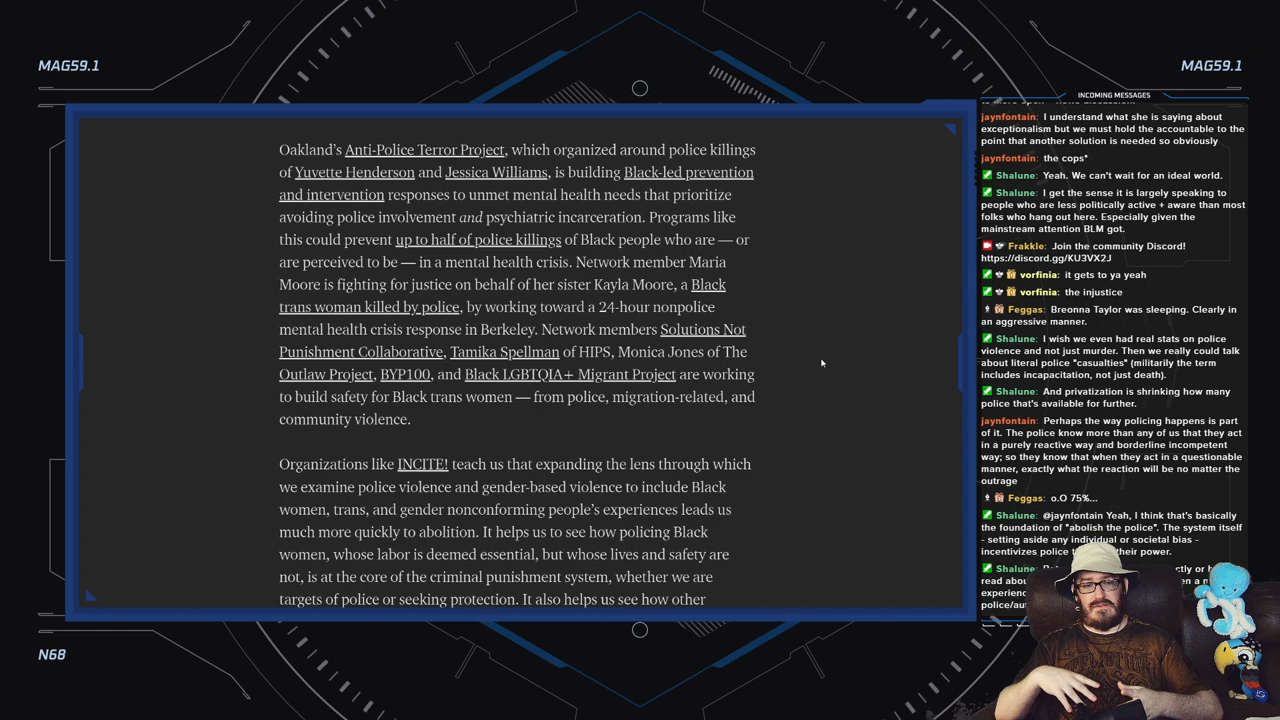 MAG59.1
MAG59.1
Oakland’s Anti-Police Terror Project, which organized around police killings
of Yuvette Henderson and Jessica Williams, is building Black-led prevention
and intervention responses to unmet mental health needs that prioritize
avoiding police involvement and psychiatric incarceration. Programs like
this could prevent up to half of police killings of Black people who are — or
are perceived to be — in a mental health crisis. Network member Maria
Moore is fighting for justice on behalf of her sister Kayla Moore, a Black
trans woman killed by police, by working toward a 24-hour nonpolice
mental health crisis response in Berkeley. Network members Solutions Not
Punishment Collaborative, Tamika Spellman of HIPS, Monica Jones of The
Outlaw Project, BYP100, and Black LGBTQIA+ Migrant Project are working
to build safety for Black trans women — from police, migration-related, and
community violence.
Organizations like INCITE! teach us that expanding the lens through which
we examine police violence and gender-based violence to include Black
women, trans, and gender nonconforming people’s experiences leads us
much more quickly to abolition. It helps us to see how policing Black
women, whose labor is deemed essential, but whose lives and safety are
not, is at the core of the criminal punishment system, whether we are
targets of police or seeking protection. It also helps us see how other
N68
INCOMING MESSAGES
jaynfontain: I understand what she is saying about
exceptionalism but we must hold the accountable to the
point that another solution is needed so obviously
jaynfontain: the cops*
Shalune: Yeah. We can't wait for an ideal world.
Shalune: I get the sense it is largely speaking to
people who are less politically active + aware than most
folks who hang out here. Especially given the
mainstream attention BLM got.
Frakkle: Join the community Discord!
https://discord.gg/KU3VX2J
vorfinia: it gets to ya yeah
vorfinia: the injustice
Feggas: Breonna Taylor was sleeping. Clearly in
an aggressive manner.
Shalune: I wish we even had real stats on police
violence and not just murder. Then we really could talk
about literal police "casualties" (militarily the term
includes incapacitation, not just death).
Shalune: And privatization is shrinking how many
police that's available for further.
jaynfontain: Perhaps the way policing happens is part
of it. The police know more than any of us that they act
in a purely reactive way and borderline incompetent
way; so they know that when they act in a questionable
manner, exactly what the reaction will be no matter the
outrage
Feggas: o.O 75%...
Shalune: @jaynfontain Yeah, I think that's basically
the foundation of "abolish the police". The system itself
- setting aside any individual or societal bias -
incentivizes police their power.
Shalune:
read